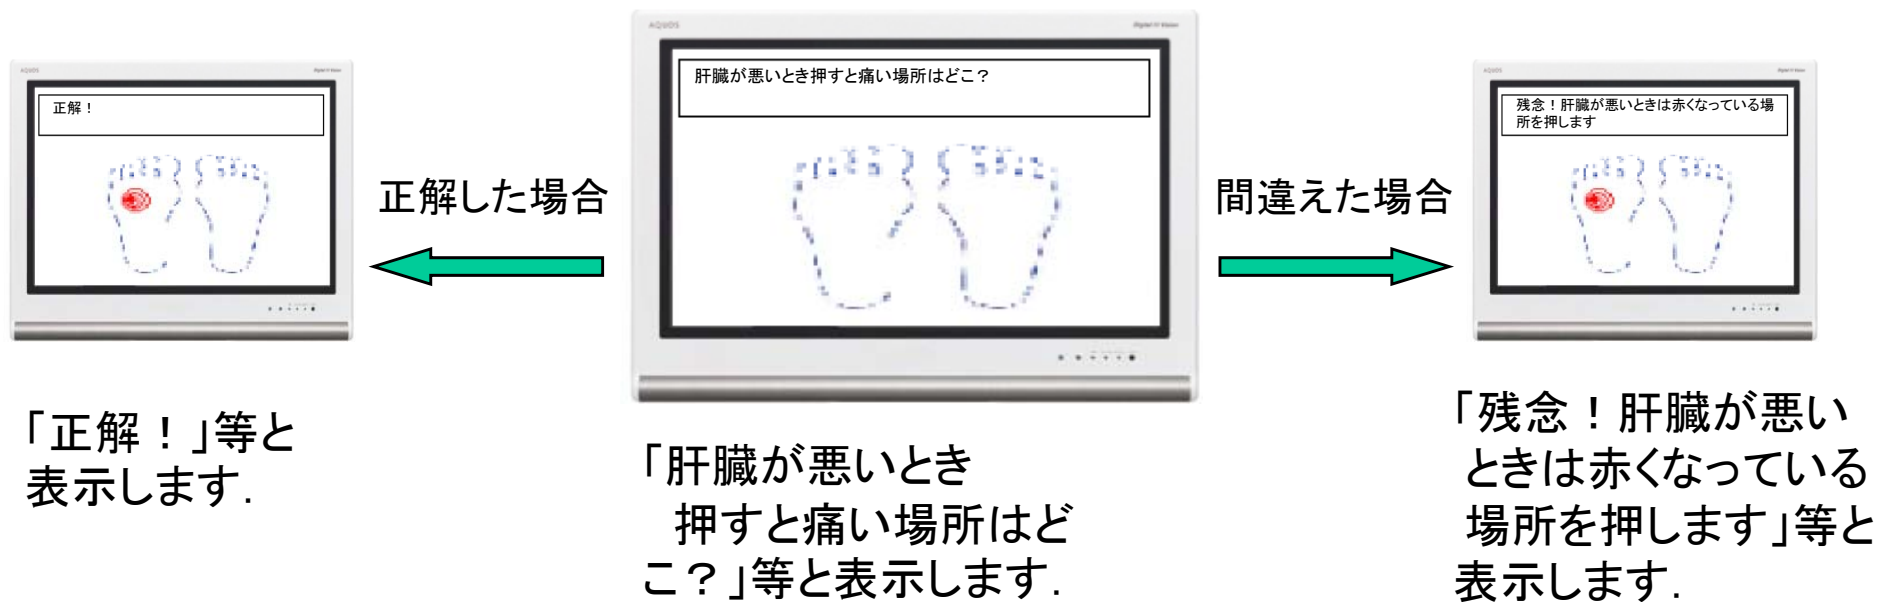 AQUOS
正解！
「正解！」等と
表示します．
正解した場合
AQUOS
肝臓が悪いとき押すと痛い場所はどこ？
「肝臓が悪いとき
押すと痛い場所はど
こ？」等と表示します．
間違えた場合
AQUOS
残念！肝臓が悪いときは赤くなっている場
所を押します
「残念！肝臓が悪い
ときは赤くなっている
場所を押します」等と
表示します．